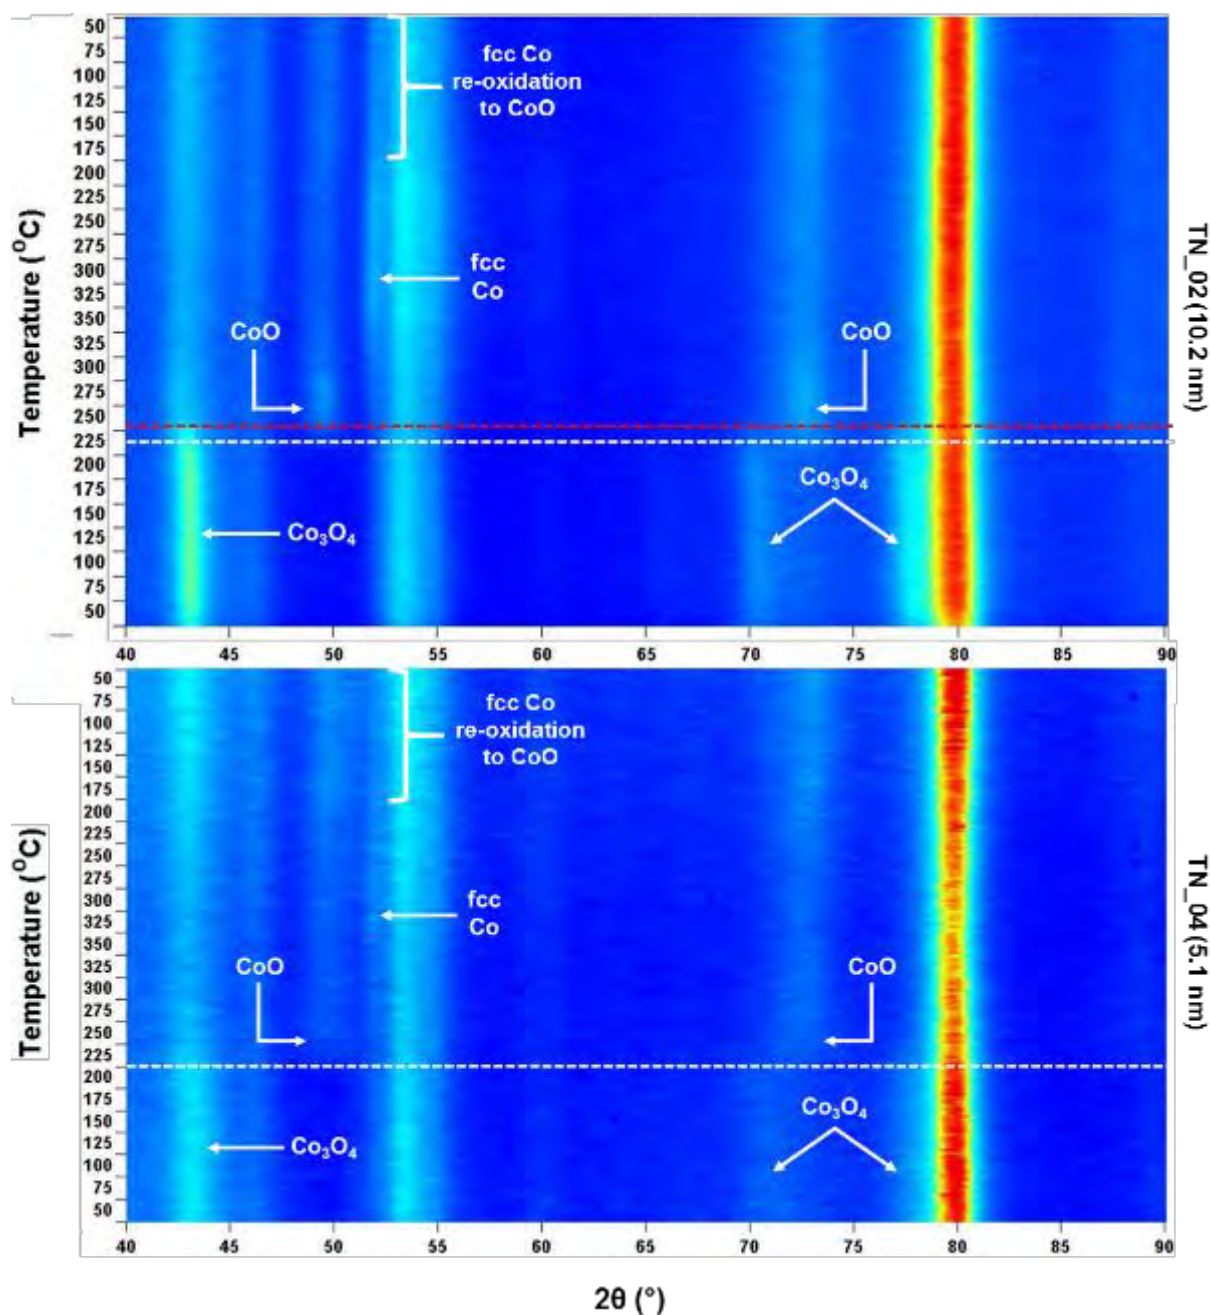 50
75
100
125
150
175
200
225
250
275
300
325
350
325
300
275
250
225
200
175
150
125
100
75
50
Temperature (°C)
fcc Co
re-oxidation
to CoO
fcc
Co
CoO
CoO
Co₃O₄
Co₃O₄
TN_02 (10.2 nm)
40 45 50 55 60 65 70 75 80 85 90
50
75
100
125
150
175
200
225
250
275
300
325
350
325
300
275
250
225
200
175
150
125
100
75
50
Temperature (°C)
fcc Co
re-oxidation
to CoO
fcc
Co
CoO
CoO
Co₃O₄
Co₃O₄
TN_04 (5.1 nm)
40 45 50 55 60 65 70 75 80 85 90
2θ (°)